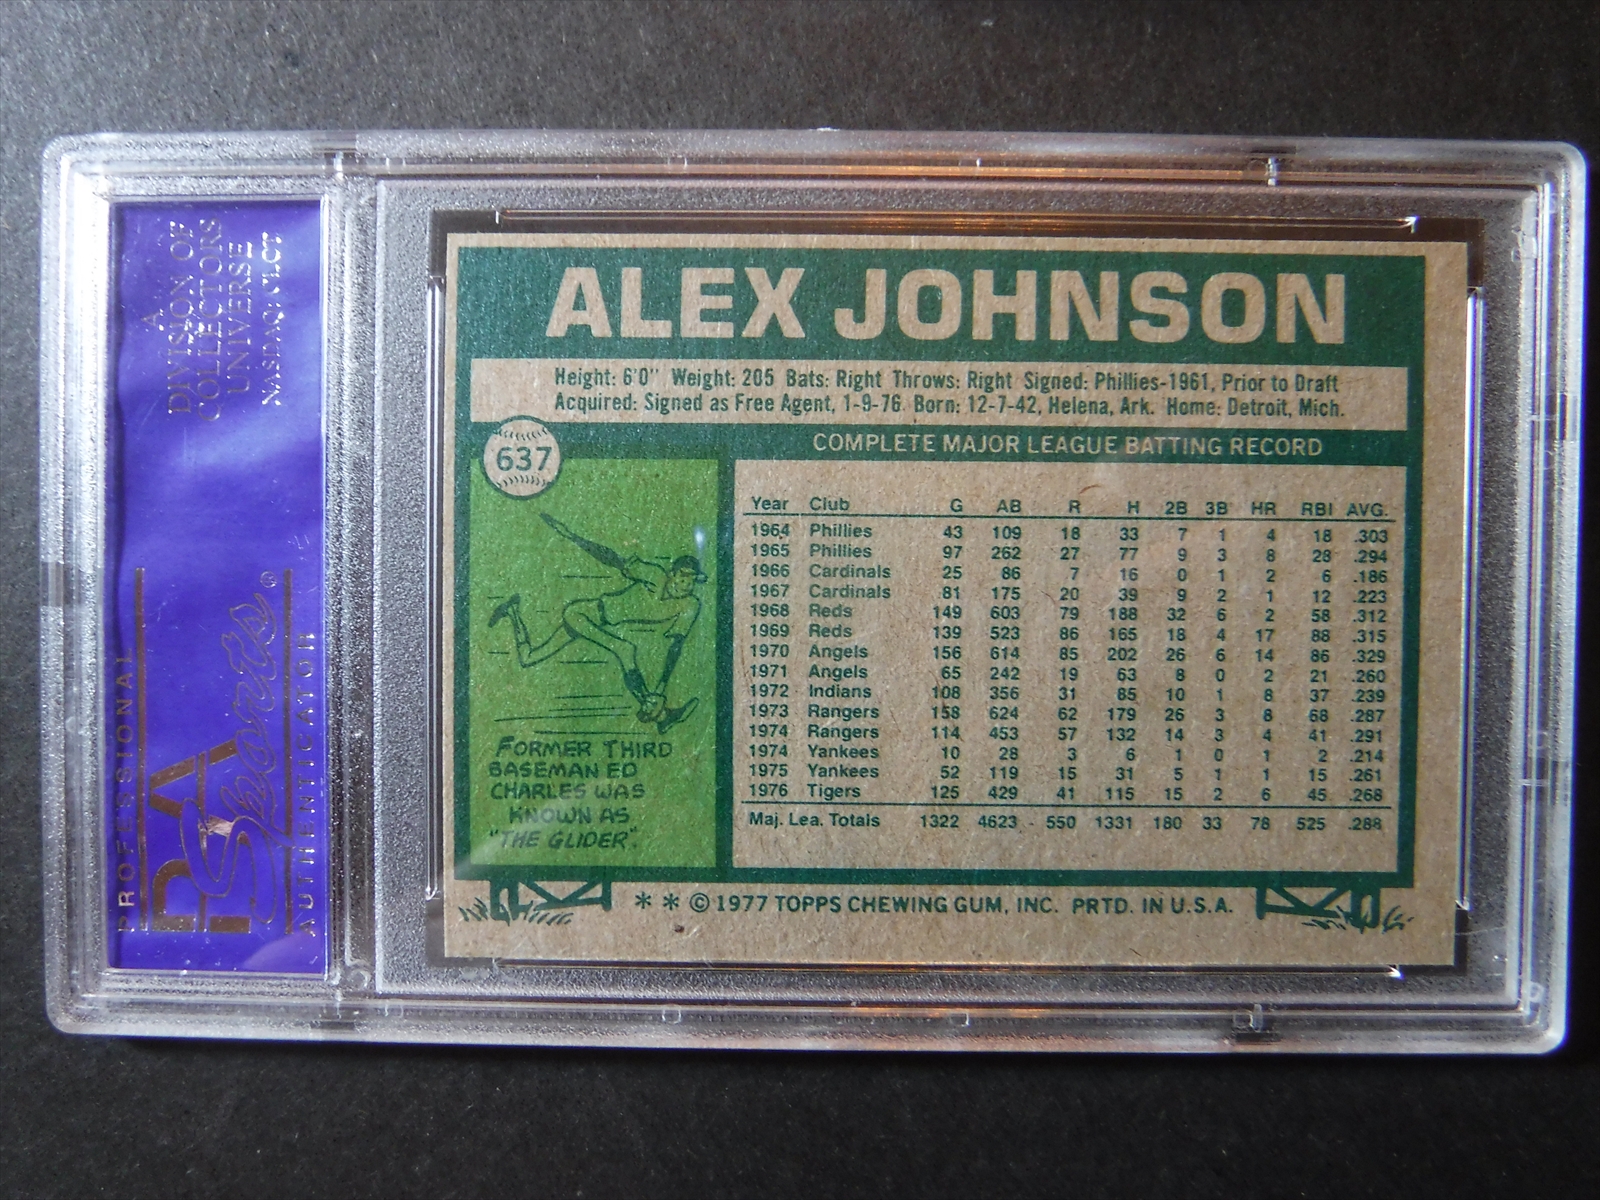 A
DIVISION OF
COLLECTORS
UNIVERSE
NASDAQ: CLCT
PROFESSIONAL
PSA
Sports®
AUTHENTICATOR
ALEX JOHNSON
Height: 6'0" Weight: 205 Bats: Right Throws: Right Signed: Phillies-1961, Prior to Draft
Acquired: Signed as Free Agent, 1-9-76. Born: 12-7-42, Helena, Ark. Home: Detroit, Mich.
637
COMPLETE MAJOR LEAGUE BATTING RECORD
Year Club G AB R H 2B 3B HR RBI AVG.
1964 Phillies 43 109 18 33 7 1 4 18 .303
1965 Phillies 97 262 27 77 9 3 8 28 .294
1966 Cardinals 25 86 7 16 0 1 2 6 .186
1967 Cardinals 81 175 20 39 9 2 1 12 .223
1968 Reds 149 603 79 188 32 6 2 58 .312
1969 Reds 139 523 86 165 18 4 17 88 .315
1970 Angels 156 614 85 202 26 6 14 86 .329
1971 Angels 65 242 19 63 8 0 2 21 .260
1972 Indians 108 356 31 85 10 1 8 37 .239
1973 Rangers 158 624 62 179 26 3 8 68 .287
1974 Rangers 114 453 57 132 14 3 4 41 .291
1974 Yankees 10 28 3 6 1 0 1 2 .214
1975 Yankees 52 119 15 31 5 1 1 15 .261
1976 Tigers 125 429 41 115 15 2 6 45 .268
Maj. Lea. Totals 1322 4623 550 1331 180 33 78 525 .288
FORMER THIRD
BASEMAN ED
CHARLES WAS
KNOWN AS
"THE GLIDER".
* * © 1977 TOPPS CHEWING GUM, INC. PRTD. IN U.S.A.